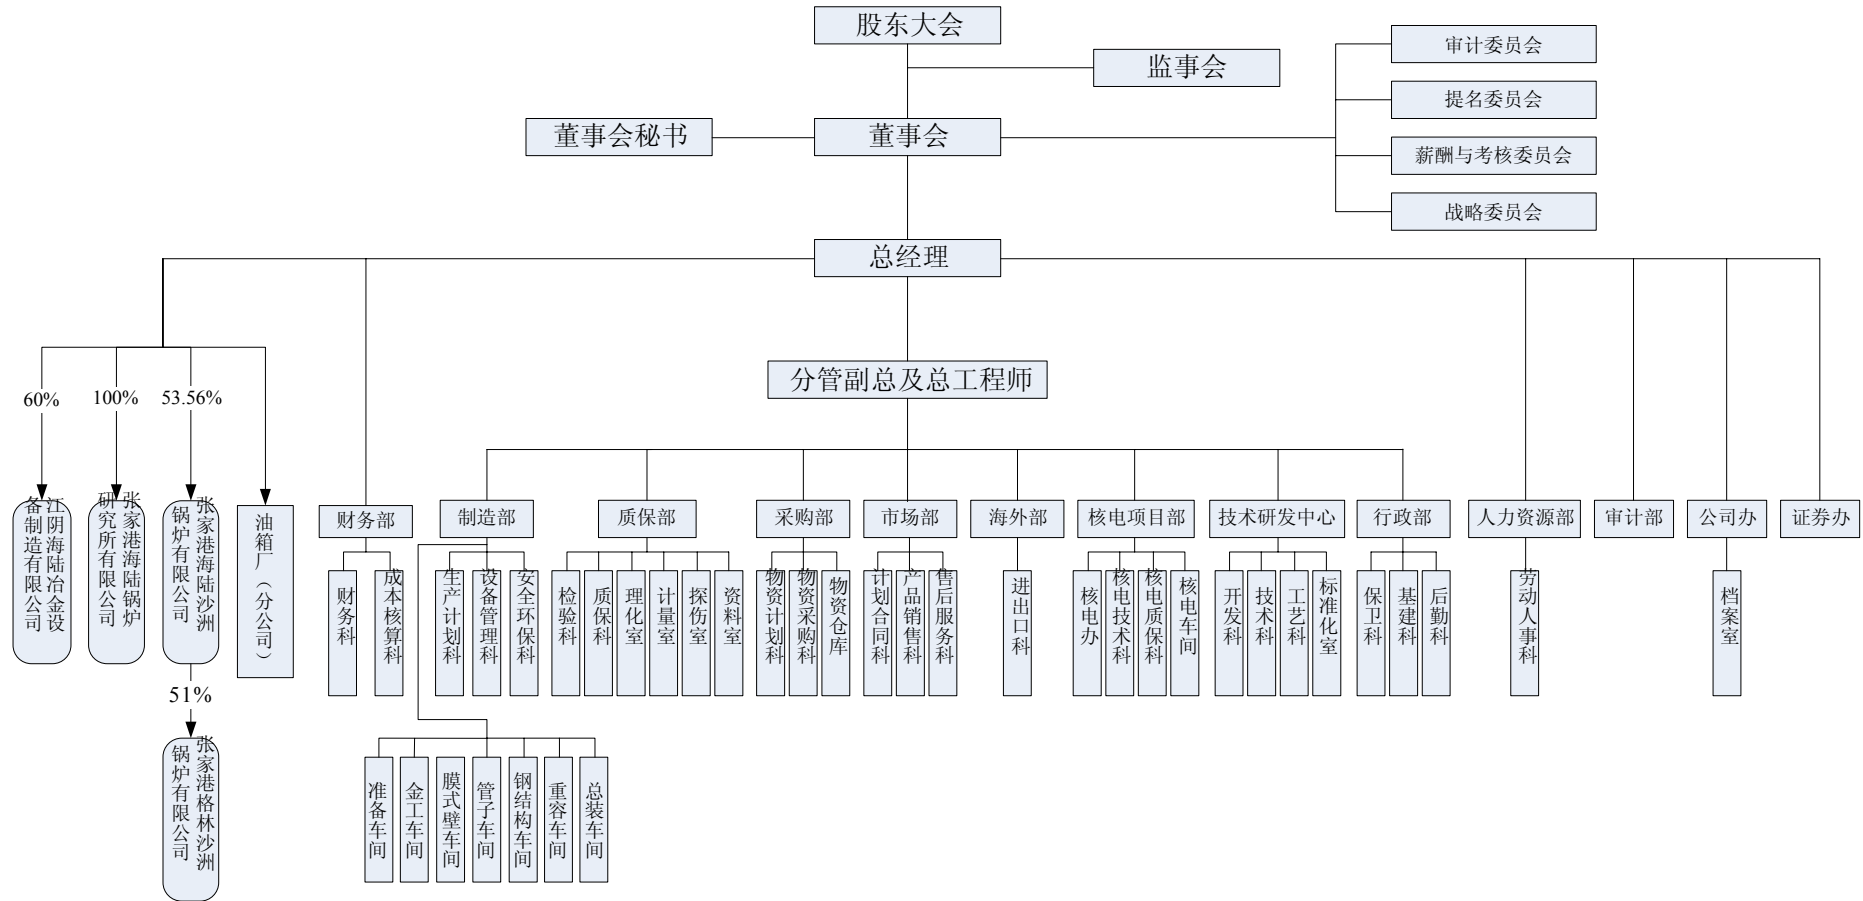 股东大会
监事会
审计委员会
提名委员会
董事会秘书
董事会
薪酬与考核委员会
战略委员会
总经理
分管副总及总工程师
60%
100%
53.56%
江阴海陆冶金设
备制造有限公司
张家港海陆锅炉
研究所有限公司
张家港海陆沙洲
锅炉有限公司
油箱厂（分公司）
财务部
制造部
质保部
采购部
市场部
海外部
核电项目部
技术研发中心
行政部
人力资源部
审计部
公司办
证券办
财务科
成本核算科
生产计划科
设备管理科
安全环保科
检验科
质保科
理化室
计量室
探伤室
资料室
物资计划科
物资采购科
物资仓库
计划合同科
产品销售科
售后服务科
进出口科
核电办
核电技术科
核电质保科
核电车间
开发科
技术科
工艺科
标准化室
保卫科
基建科
后勤科
劳动人事科
档案室
51%
张家港格林沙洲
锅炉有限公司
准备车间
金工车间
膜式壁车间
管子车间
钢结构车间
重容车间
总装车间